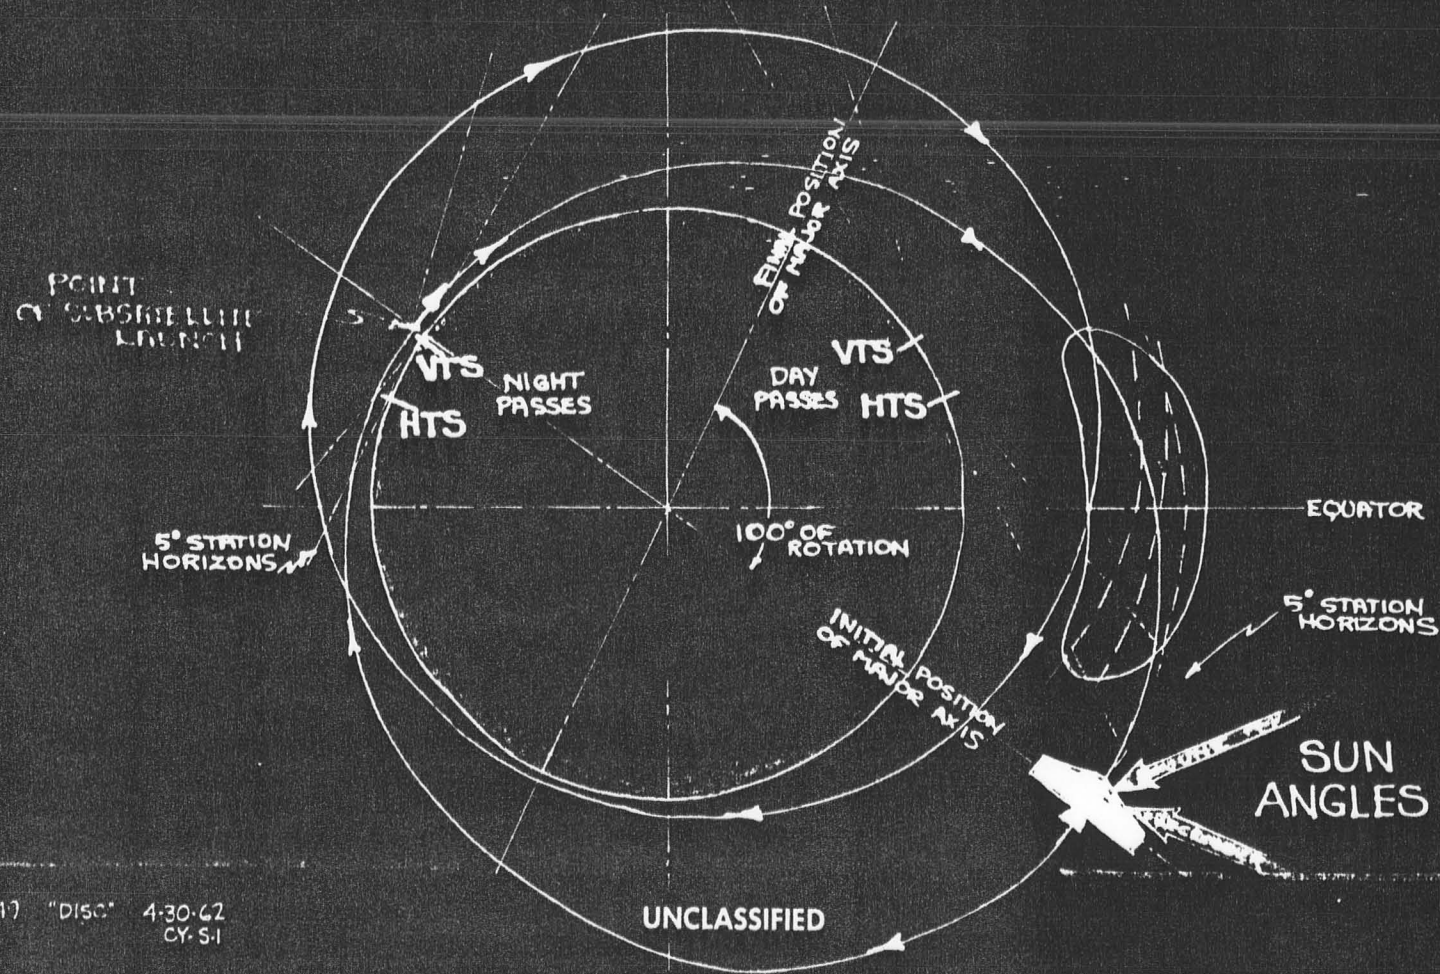 POINT
OF SUBSATELLITE
LAUNCH
VTS
HTS
NIGHT
PASSES
FINAL POSITION
OF MAJOR AXIS
DAY
PASSES
VTS
HTS
100° OF
ROTATION
EQUATOR
5° STATION
HORIZONS
5° STATION
HORIZONS
INITIAL POSITION
OF MAJOR AXIS
SUN
ANGLES
"DISC" 4-30-62
CY-S-1
UNCLASSIFIED